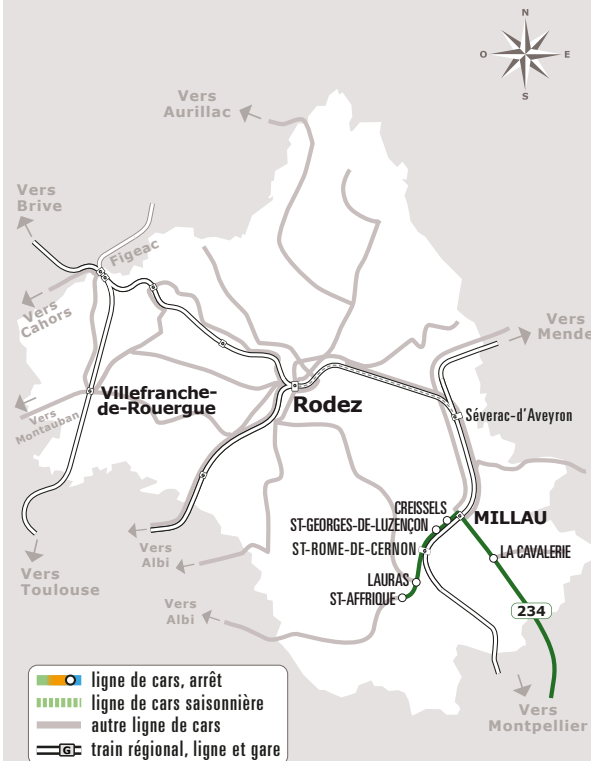 N
O
E
S
Vers
Aurillac
Vers
Brive
Figeac
Vers
Cahors
Vers
Mende
Villefranche-
de-Rouergue
Vers
Montauban
Rodez
Séverac-d'Aveyron
CREISSELS
ST-GEORGES-DE-LUZENÇON
MILLAU
ST-ROME-DE-CERNON
LA CAVALERIE
Vers
Albi
Vers
Toulouse
LAURAS
ST-AFFRIQUE
Vers
Albi
234
Vers
Montpellier
ligne de cars, arrêt
ligne de cars saisonnière
autre ligne de cars
G train régional, ligne et gare